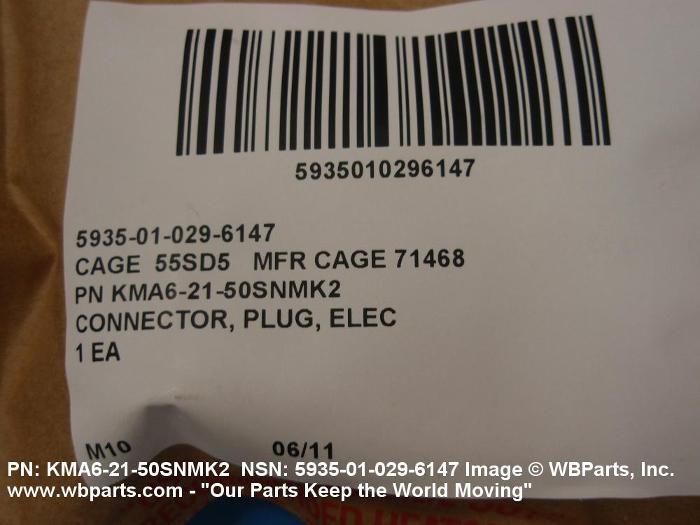 5935010296147
5935-01-029-6147
CAGE 55SD5 MFR CAGE 71468
PN KMA6-21-50SNMK2
CONNECTOR, PLUG, ELEC
1 EA
M10 06/11
PN: KMA6-21-50SNMK2 NSN: 5935-01-029-6147 Image © WBParts, Inc.
www.wbparts.com - "Our Parts Keep the World Moving"